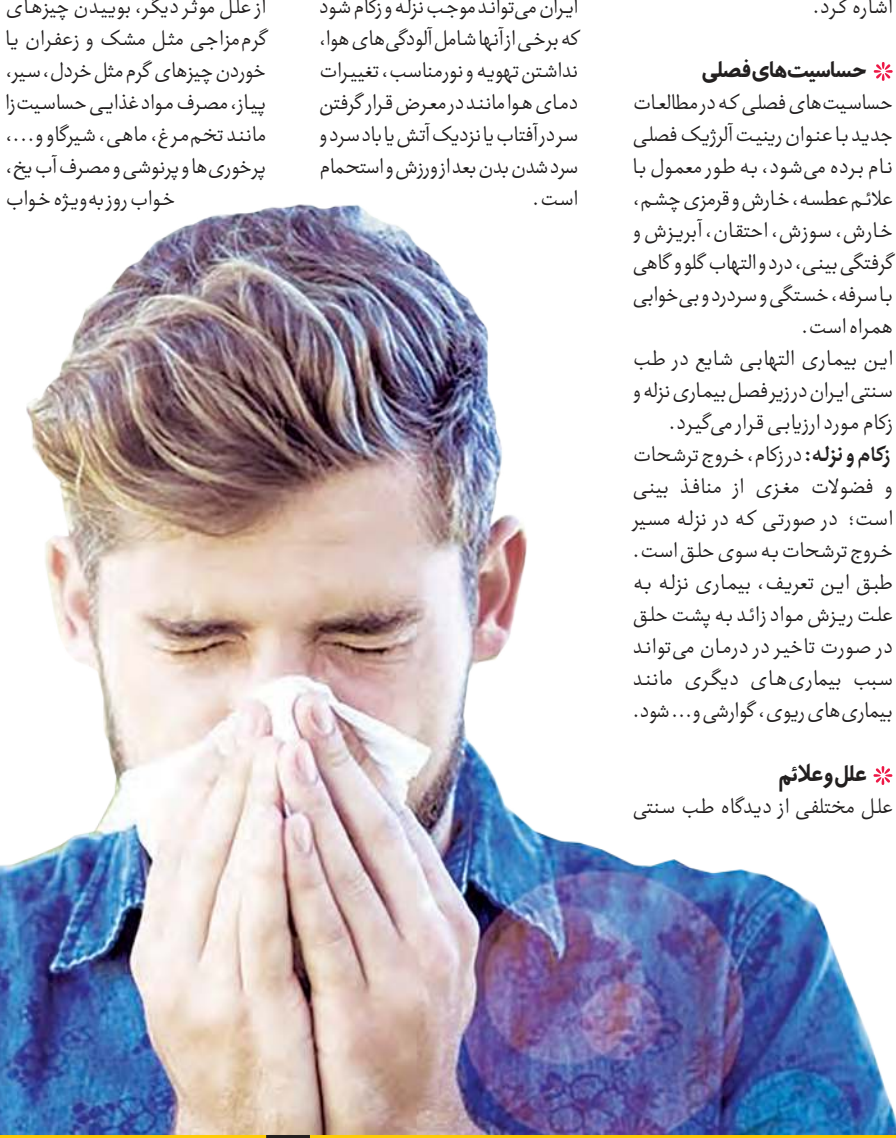 اشاره کرد.
حساسیت‌های فصلی
حساسیت‌های فصلی که در مطالعات
جدید با عنوان رینیت آلرژیک فصلی
نام برده می‌شود، به طور معمول با
علائم عطسه، خارش و قرمزی چشم،
خارش، سوزش، احتقان، آبریزش و
گرفتگی بینی، درد و التهاب گلو و گاهی
با سرفه، خستگی و سردرد و بی‌خوابی
همراه است.
این بیماری التهابی شایع در طب
سنتی ایران در زیر فصل بیماری نزله و
زکام مورد ارزیابی قرار می‌گیرد.
زکام و نزله: در زکام، خروج ترشحات
و فضولات مغزی از منافذ بینی
است؛ در صورتی که در نزله مسیر
خروج ترشحات به سوی حلق است.
طبق این تعریف، بیماری نزله به
علت ریزش مواد زائد به پشت حلق
در صورت تاخیر در درمان می‌تواند
سبب بیماری‌های دیگری مانند
بیماری‌های ریوی، گوارشی و... شود.
علل و علائم
علل مختلفی از دیدگاه طب سنتی
ایران می‌تواند موجب نزله و زکام شود
که برخی از آنها شامل آلودگی‌های هوا،
نداشتن تهویه و نور مناسب، تغییرات
دمای هوا مانند در معرض قرار گرفتن
سر در آفتاب یا نزدیک آتش یا باد سرد و
سرد شدن بدن بعد از ورزش و استحمام
است.
از علل موثر دیگر، بوییدن چیزهای
گرم‌مزاجی مثل مشک و زعفران یا
خوردن چیزهای گرم مثل خردل، سیر،
پیاز، مصرف مواد غذایی حساسیت‌زا
مانند تخم‌مرغ، ماهی، شیرگاو و...،
پرخوری‌ها و پرنوشی و مصرف آب یخ،
خواب روز به‌ویژه خواب